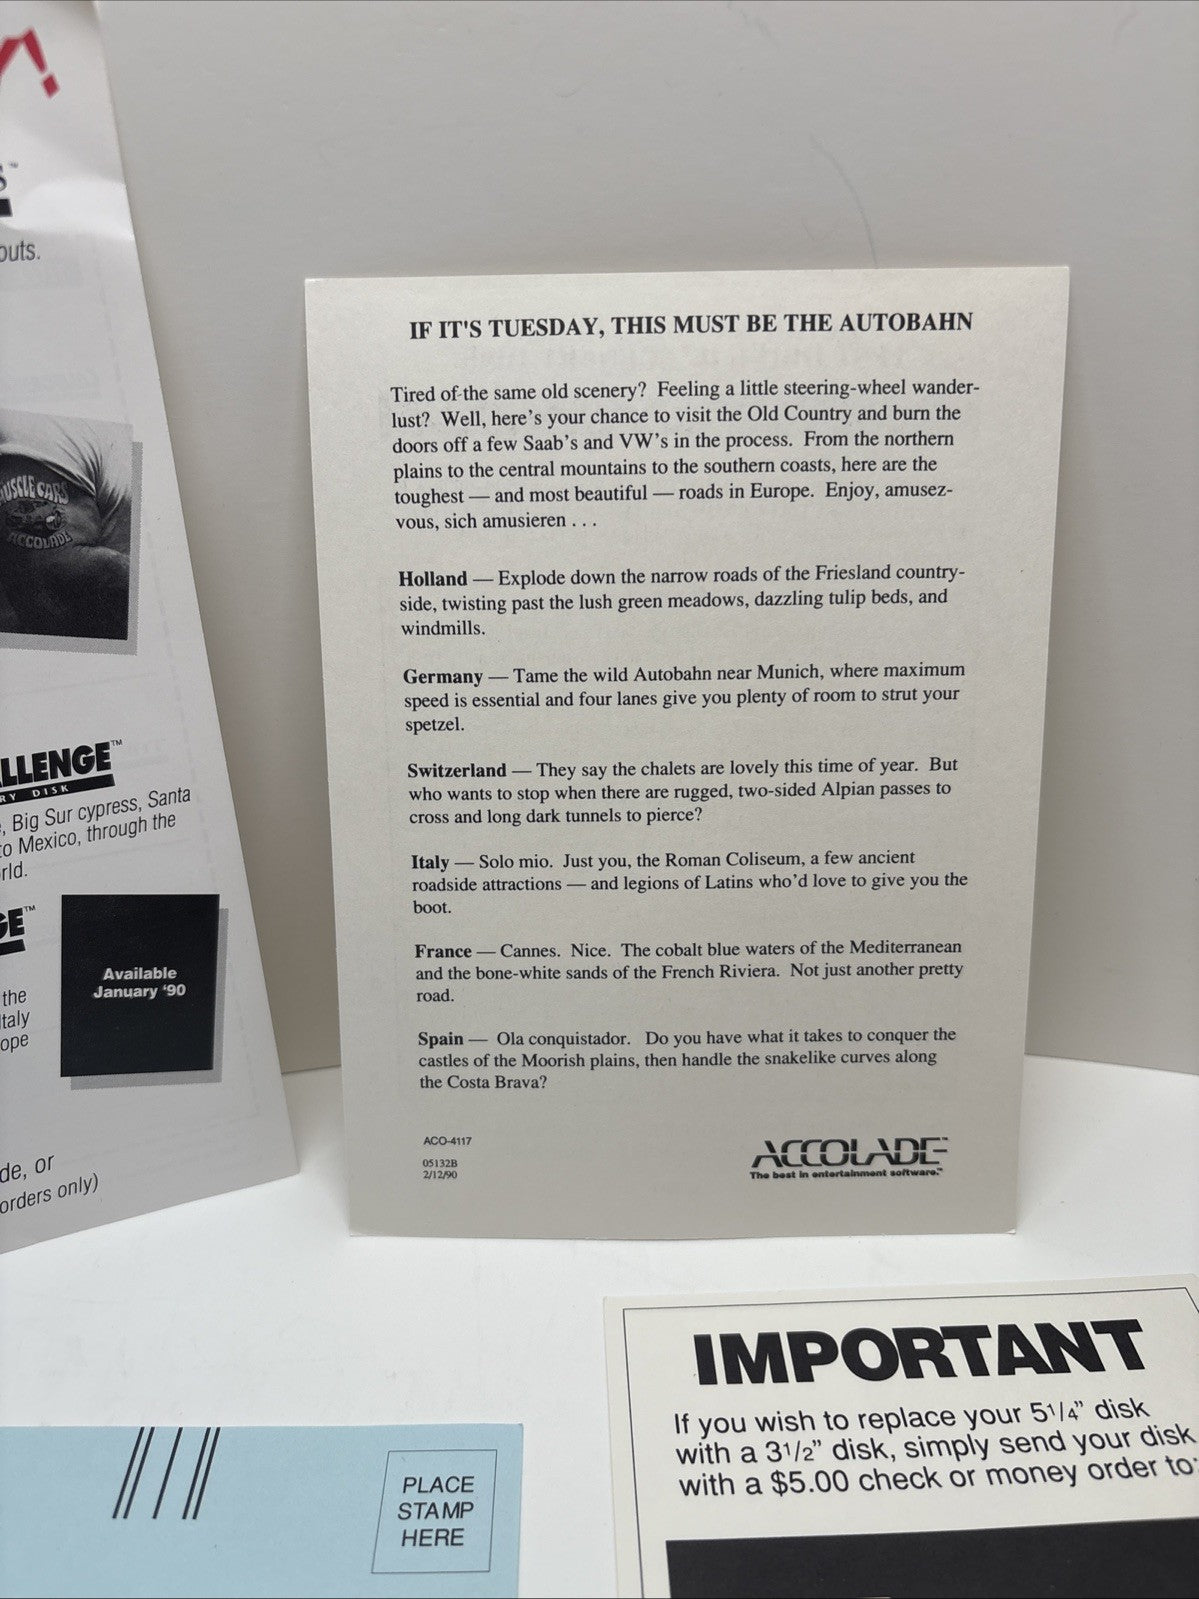 outs.
MUSCLE CARS
ACCOLADE
LLENGE™
RY DISK
, Big Sur cypress, Santa
to Mexico, through the
rld.
GE™
Available
January '90
the
Italy
ope
de, or
orders only)
IF IT'S TUESDAY, THIS MUST BE THE AUTOBAHN
Tired of the same old scenery? Feeling a little steering-wheel wander-
lust? Well, here's your chance to visit the Old Country and burn the
doors off a few Saab's and VW's in the process. From the northern
plains to the central mountains to the southern coasts, here are the
toughest — and most beautiful — roads in Europe. Enjoy, amusez-
vous, sich amusieren . . .
Holland — Explode down the narrow roads of the Friesland country-
side, twisting past the lush green meadows, dazzling tulip beds, and
windmills.
Germany — Tame the wild Autobahn near Munich, where maximum
speed is essential and four lanes give you plenty of room to strut your
spetzel.
Switzerland — They say the chalets are lovely this time of year. But
who wants to stop when there are rugged, two-sided Alpian passes to
cross and long dark tunnels to pierce?
Italy — Solo mio. Just you, the Roman Coliseum, a few ancient
roadside attractions — and legions of Latins who'd love to give you the
boot.
France — Cannes. Nice. The cobalt blue waters of the Mediterranean
and the bone-white sands of the French Riviera. Not just another pretty
road.
Spain — Ola conquistador. Do you have what it takes to conquer the
castles of the Moorish plains, then handle the snakelike curves along
the Costa Brava?
ACO-4117
05132B
2/12/90
ACCOLADE™
The best in entertainment software.™
PLACE
STAMP
HERE
IMPORTANT
If you wish to replace your 5¼" disk
with a 3½" disk, simply send your disk
with a $5.00 check or money order to: